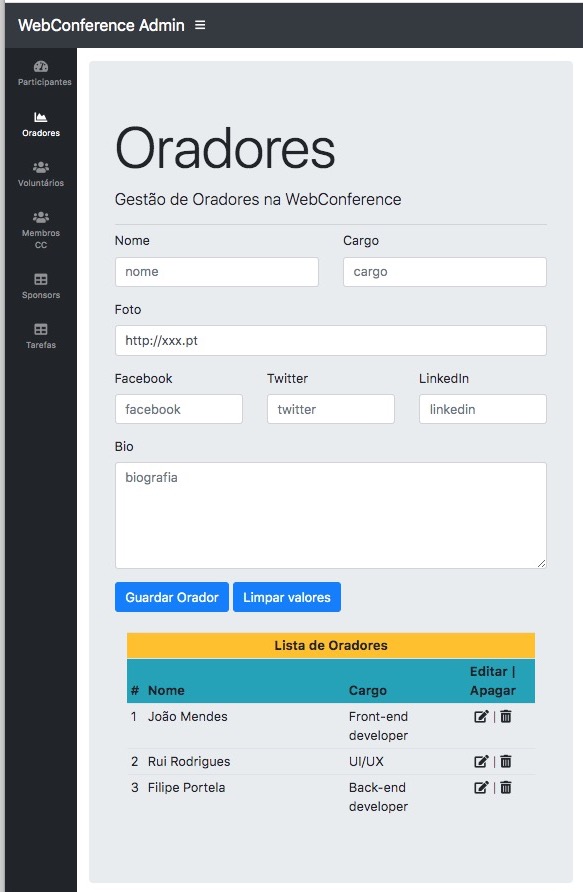 WebConference Admin
Participantes
Oradores
Voluntários
Membros
CC
Sponsors
Tarefas
Oradores
Gestão de Oradores na WebConference
Nome Cargo
nome cargo
Foto
http://xxx.pt
Facebook Twitter LinkedIn
facebook twitter linkedin
Bio
biografia
Guardar Orador Limpar valores
Lista de Oradores
Editar |
# Nome Cargo Apagar
1 João Mendes Front-end |
developer
2 Rui Rodrigues UI/UX |
3 Filipe Portela Back-end |
developer